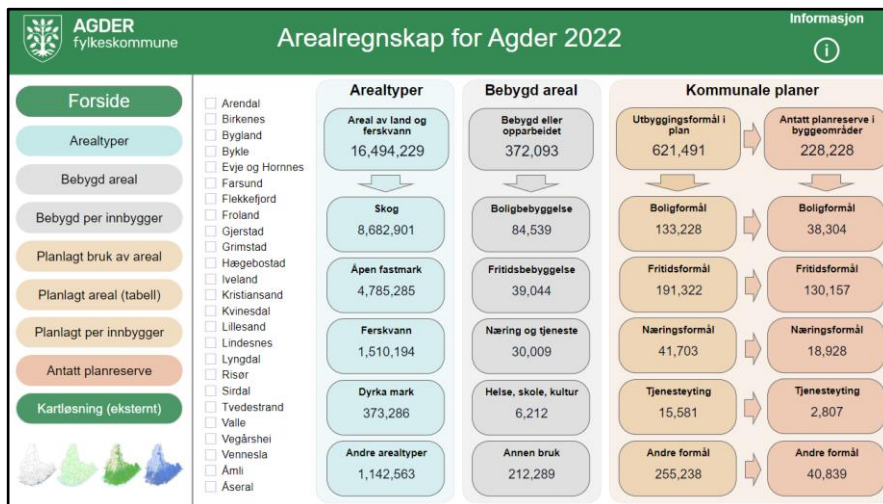 AGDER
fylkeskommune
Arealregnskap for Agder 2022
Informasjon
i
Forside
Arealtyper
Bebygd areal
Bebygd per innbygger
Planlagt bruk av areal
Planlagt areal (tabell)
Planlagt per innbygger
Antatt planreserve
Kartløsning (eksternt)
Arendal
Birkenes
Bygland
Bykle
Evje og Hornnes
Farsund
Flekkefjord
Froland
Gjerstad
Grimstad
Hægebostad
Iveland
Kristiansand
Kvinesdal
Lillesand
Lindesnes
Lyngdal
Risør
Sirdal
Tvedestrand
Valle
Vegårshei
Vennesla
Åmli
Åseral
Arealtyper
Areal av land og
ferskvann
16,494,229
Skog
8,682,901
Åpen fastmark
4,785,285
Ferskvann
1,510,194
Dyrka mark
373,286
Andre arealtyper
1,142,563
Bebygd areal
Bebygd eller
opparbeidet
372,093
Boligbebyggelse
84,539
Fritidsbebyggelse
39,044
Næring og tjeneste
30,009
Helse, skole, kultur
6,212
Annen bruk
212,289
Kommunale planer
Utbyggingsformål i
plan
621,491
Antatt planreserve i
byggeområder
228,228
Boligformål
133,228
Boligformål
38,304
Fritidsformål
191,322
Fritidsformål
130,157
Næringsformål
41,703
Næringsformål
18,928
Tjenesteyting
15,581
Tjenesteyting
2,807
Andre formål
255,238
Andre formål
40,839